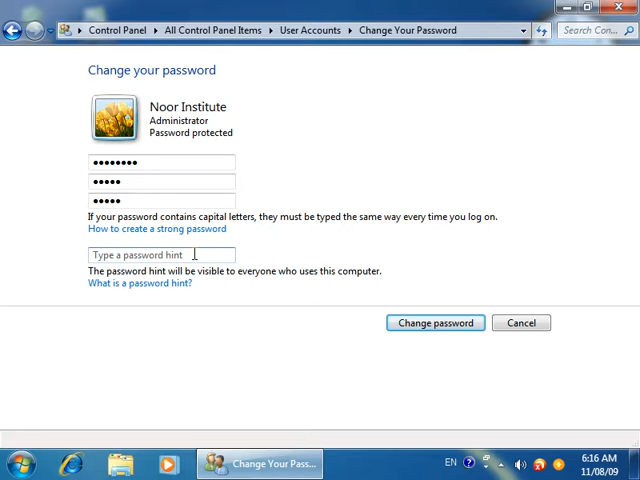 Control Panel All Control Panel Items User Accounts Change Your Password Search Con...
Change your password
Noor Institute
Administrator
Password protected
••••••••
•••••
•••••
If your password contains capital letters, they must be typed the same way every time you log on.
How to create a strong password
Type a password hint
The password hint will be visible to everyone who uses this computer.
What is a password hint?
Change password Cancel
Change Your Pass... EN 6:16 AM
11/08/09